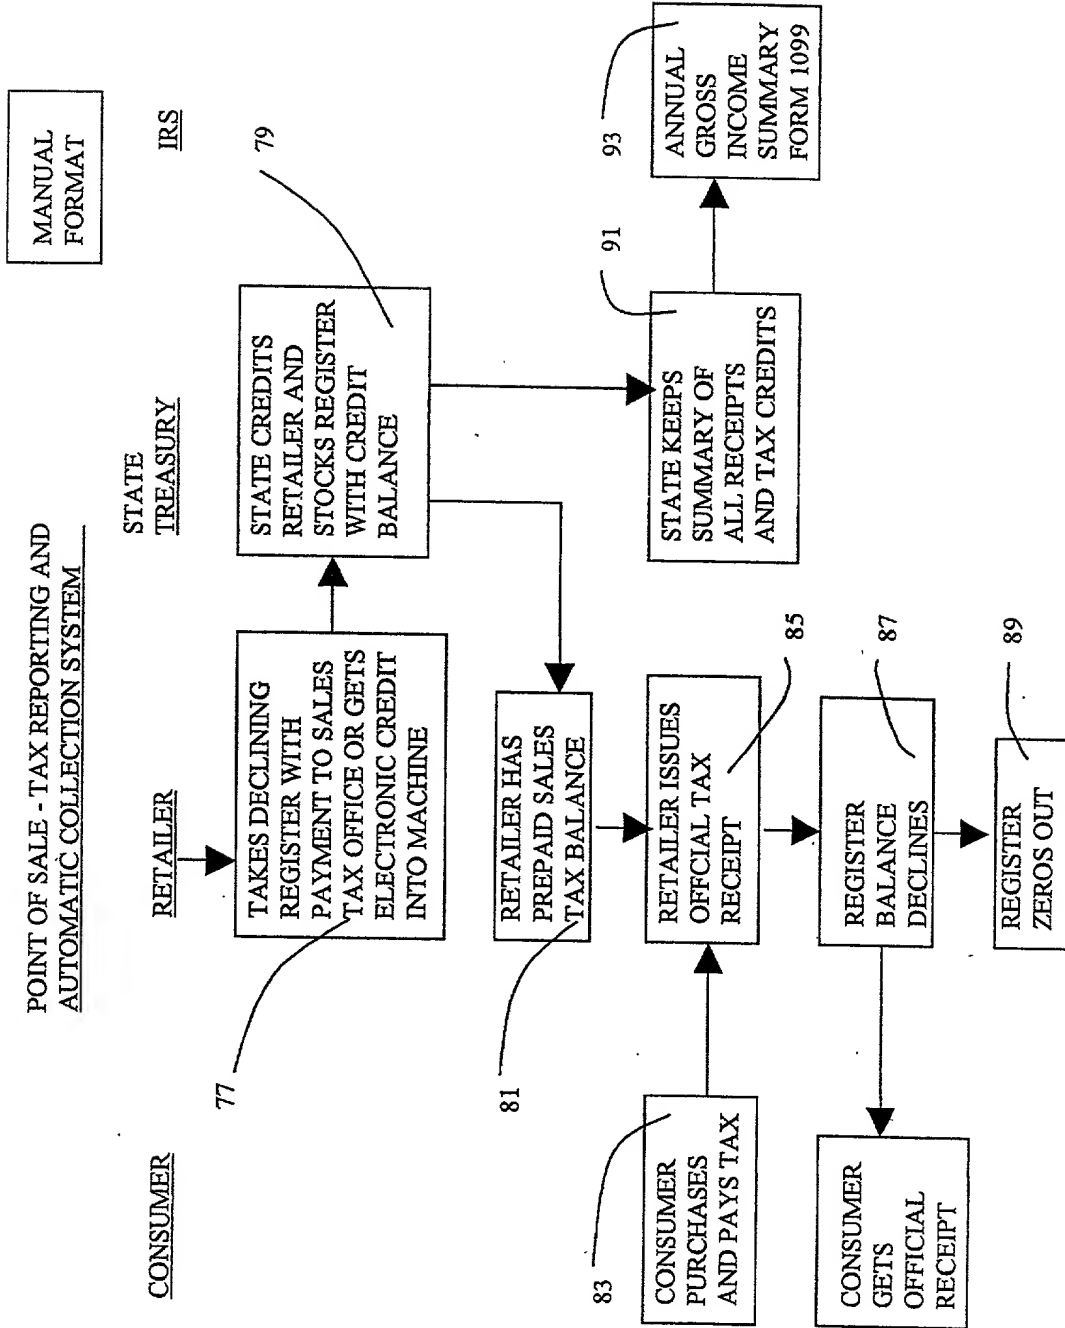 POINT OF SALE - TAX REPORTING AND
AUTOMATIC COLLECTION SYSTEM
MANUAL
FORMAT
CONSUMER
RETAILER
STATE
TREASURY
IRS
77
TAKES DECLINING
REGISTER WITH
PAYMENT TO SALES
TAX OFFICE OR GETS
ELECTRONIC CREDIT
INTO MACHINE
STATE CREDITS
RETAILER AND
STOCKS REGISTER
WITH CREDIT
BALANCE
79
81
RETAILER HAS
PREPAID SALES
TAX BALANCE
83
CONSUMER
PURCHASES
AND PAYS TAX
RETAILER ISSUES
OFFCIAL TAX
RECEIPT
85
91
STATE KEEPS
SUMMARY OF
ALL RECEIPTS
AND TAX CREDITS
93
ANNUAL
GROSS
INCOME
SUMMARY
FORM 1099
CONSUMER
GETS
OFFICIAL
RECEIPT
REGISTER
BALANCE
DECLINES
87
REGISTER
ZEROS OUT
89